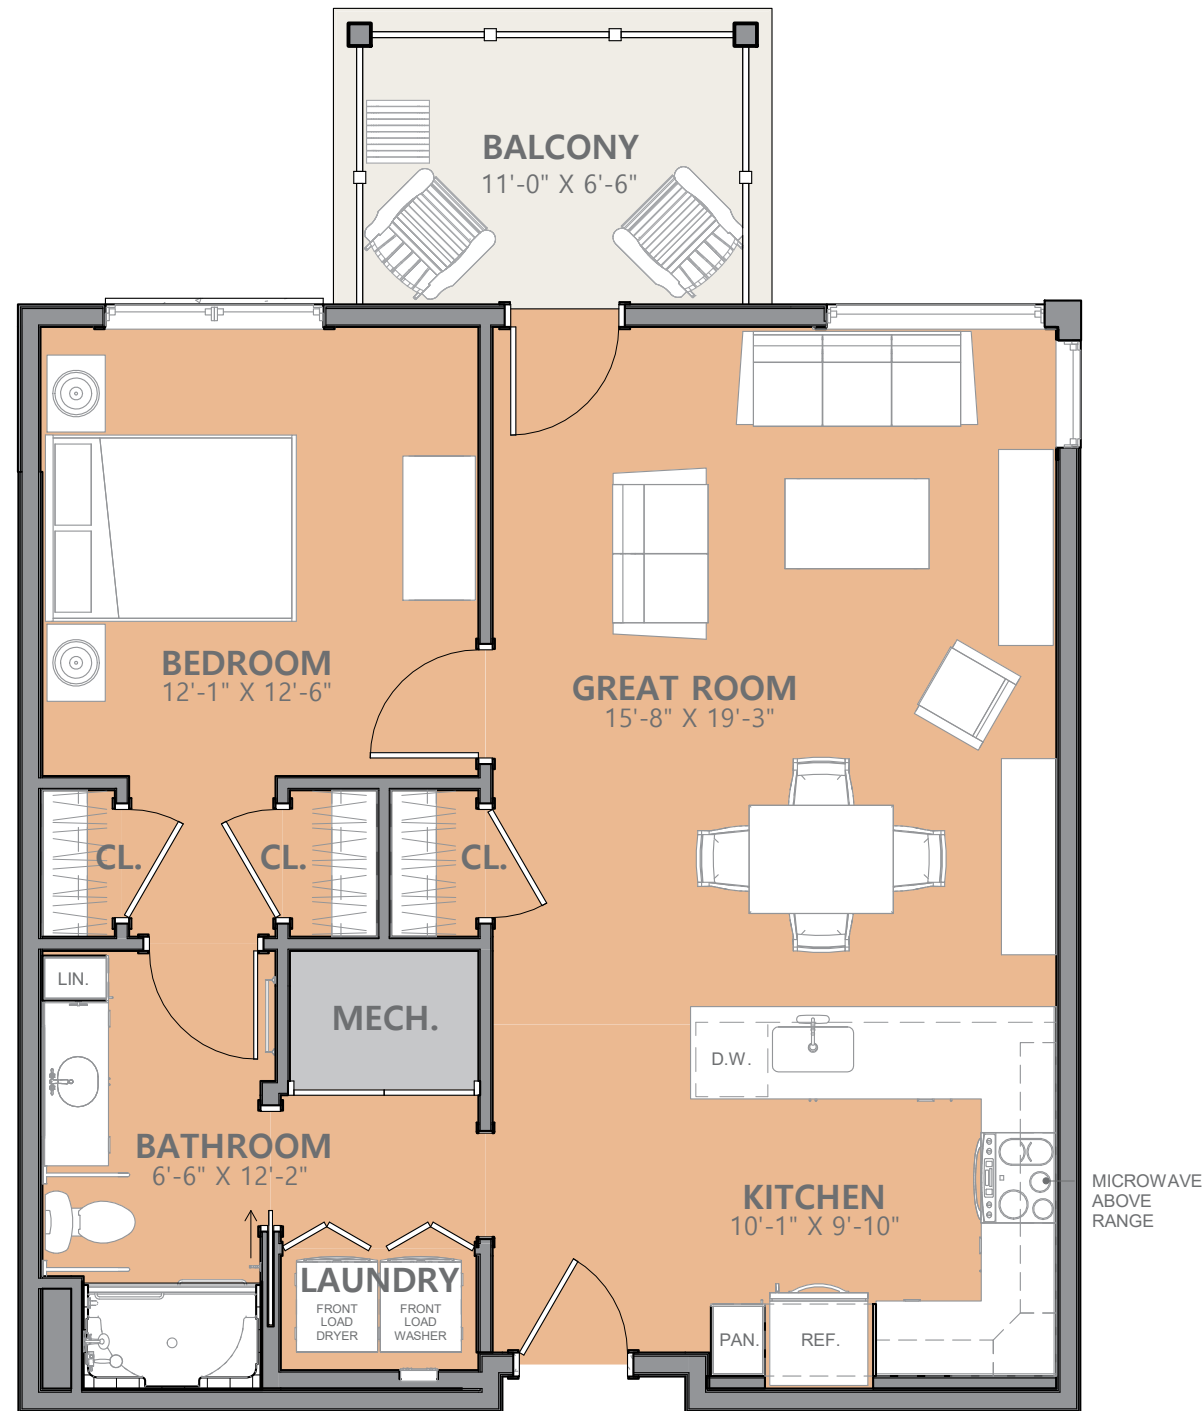 BALCONY
11'-0" X 6'-6"
BEDROOM
12'-1" X 12'-6"
GREAT ROOM
15'-8" X 19'-3"
CL.
CL.
CL.
LIN.
MECH.
D.W.
BATHROOM
6'-6" X 12'-2"
KITCHEN
10'-1" X 9'-10"
MICROWAVE
ABOVE
RANGE
LAUNDRY
FRONT
LOAD
DRYER
FRONT
LOAD
WASHER
PAN.
REF.